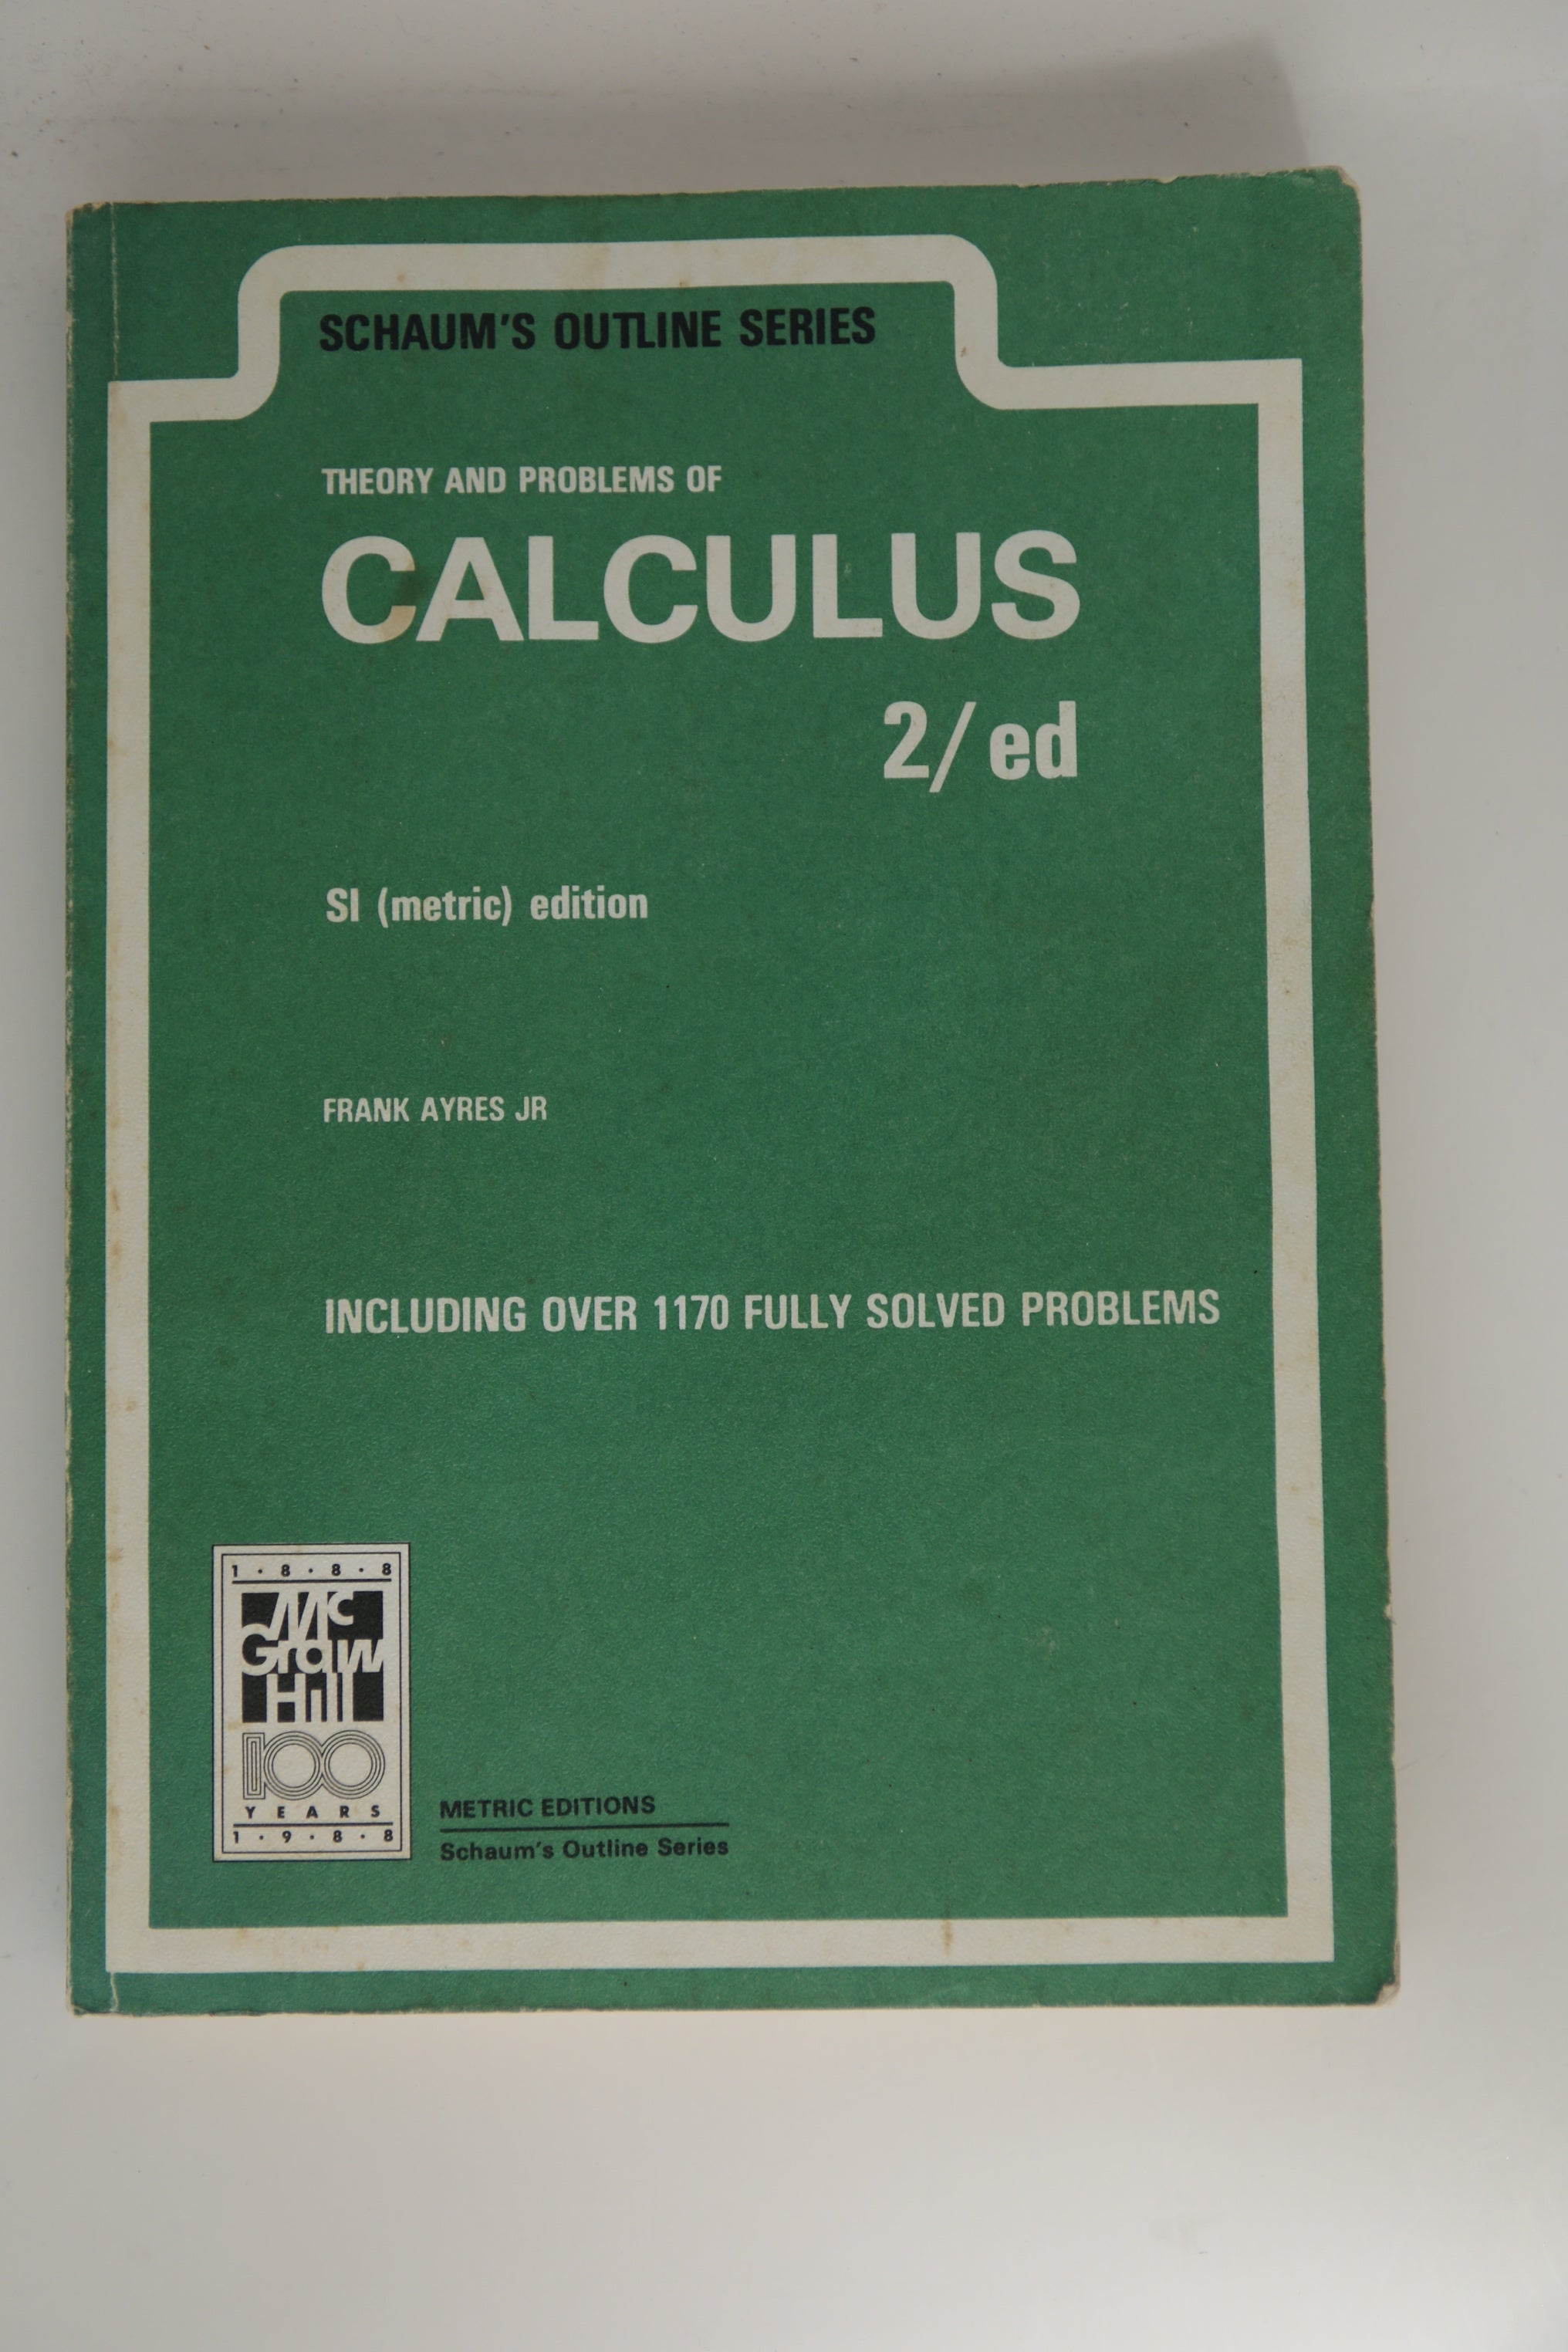 SCHAUM'S OUTLINE SERIES
THEORY AND PROBLEMS OF
CALCULUS
2/ed
SI (metric) edition
FRANK AYRES JR
INCLUDING OVER 1170 FULLY SOLVED PROBLEMS
1·8·8·8
Mc
Graw
Hill
100
YEARS
1·9·8·8
METRIC EDITIONS
Schaum's Outline Series